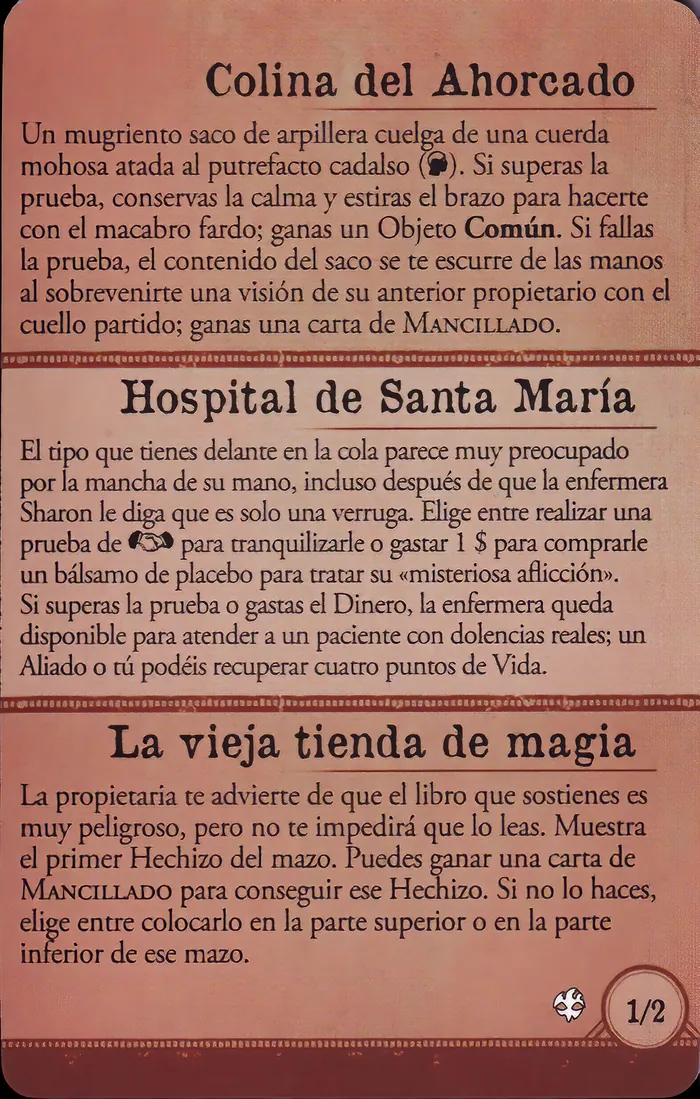 Colina del Ahorcado
Un mugriento saco de arpillera cuelga de una cuerda
mohosa atada al putrefacto cadalso (). Si superas la
prueba, conservas la calma y estiras el brazo para hacerte
con el macabro fardo; ganas un Objeto Común. Si fallas
la prueba, el contenido del saco se te escurre de las manos
al sobrevenirte una visión de su anterior propietario con el
cuello partido; ganas una carta de MANCILLADO.
Hospital de Santa María
El tipo que tienes delante en la cola parece muy preocupado
por la mancha de su mano, incluso después de que la enfermera
Sharon le diga que es solo una verruga. Elige entre realizar una
prueba de para tranquilizarle o gastar 1 $ para comprarle
un bálsamo de placebo para tratar su «misteriosa aflicción».
Si superas la prueba o gastas el Dinero, la enfermera queda
disponible para atender a un paciente con dolencias reales; un
Aliado o tú podéis recuperar cuatro puntos de Vida.
La vieja tienda de magia
La propietaria te advierte de que el libro que sostienes es
muy peligroso, pero no te impedirá que lo leas. Muestra
el primer Hechizo del mazo. Puedes ganar una carta de
MANCILLADO para conseguir ese Hechizo. Si no lo haces,
elige entre colocarlo en la parte superior o en la parte
inferior de ese mazo.
1/2